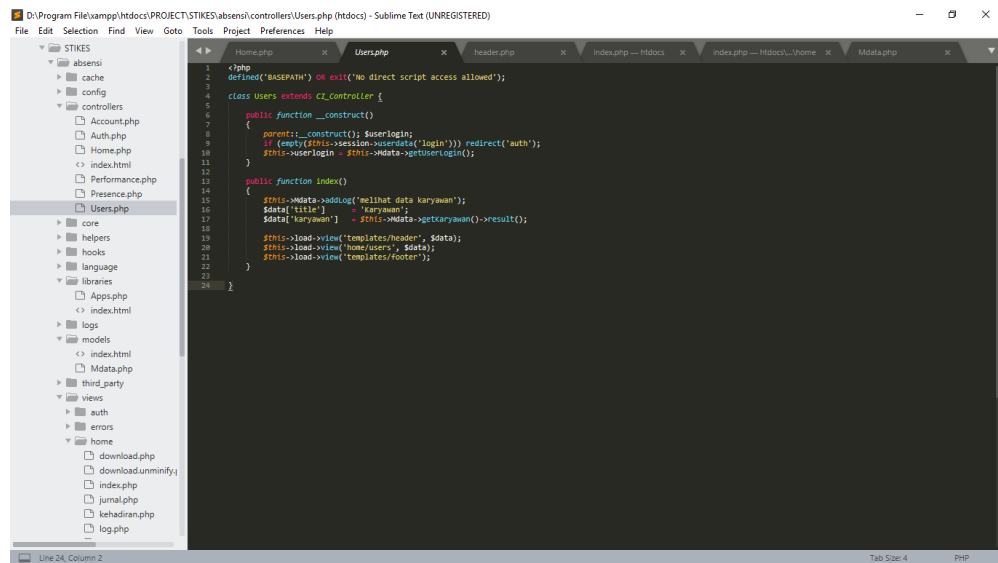 D:\Program File\xampp\htdocs\PROJECT\STIKES\absensi\controllers\Users.php (htdocs) - Sublime Text (UNREGISTERED)
File Edit Selection Find View Goto Tools Project Preferences Help
STIKES
absensi
cache
config
controllers
Account.php
Auth.php
Home.php
index.html
Performance.php
Presence.php
Users.php
core
helpers
hooks
language
libraries
Apps.php
index.html
logs
models
index.html
Mdata.php
third_party
views
auth
errors
home
download.php
download.unminify.p
index.php
jurnal.php
kehadiran.php
log.php
Home.php × Users.php × header.php × index.php — htdocs × index.php — htdocs\...\home × Mdata.php ×
1 <?php
2 defined('BASEPATH') OR exit('No direct script access allowed');
3
4 class Users extends CI_Controller {
5
6 public function __construct()
7 {
8 parent::__construct(); $userlogin;
9 if (empty($this->session->userdata('login'))) redirect('auth');
10 $this->userlogin = $this->Mdata->getUserLogin();
11 }
12
13 public function index()
14 {
15 $this->Mdata->addLog('melihat data karyawan');
16 $data['title'] = 'Karyawan';
17 $data['karyawan'] = $this->Mdata->getKaryawan()->result();
18
19 $this->load->view('templates/header', $data);
20 $this->load->view('home/users', $data);
21 $this->load->view('templates/footer');
22 }
23
24 }
Line 24, Column 2 Tab Size: 4 PHP